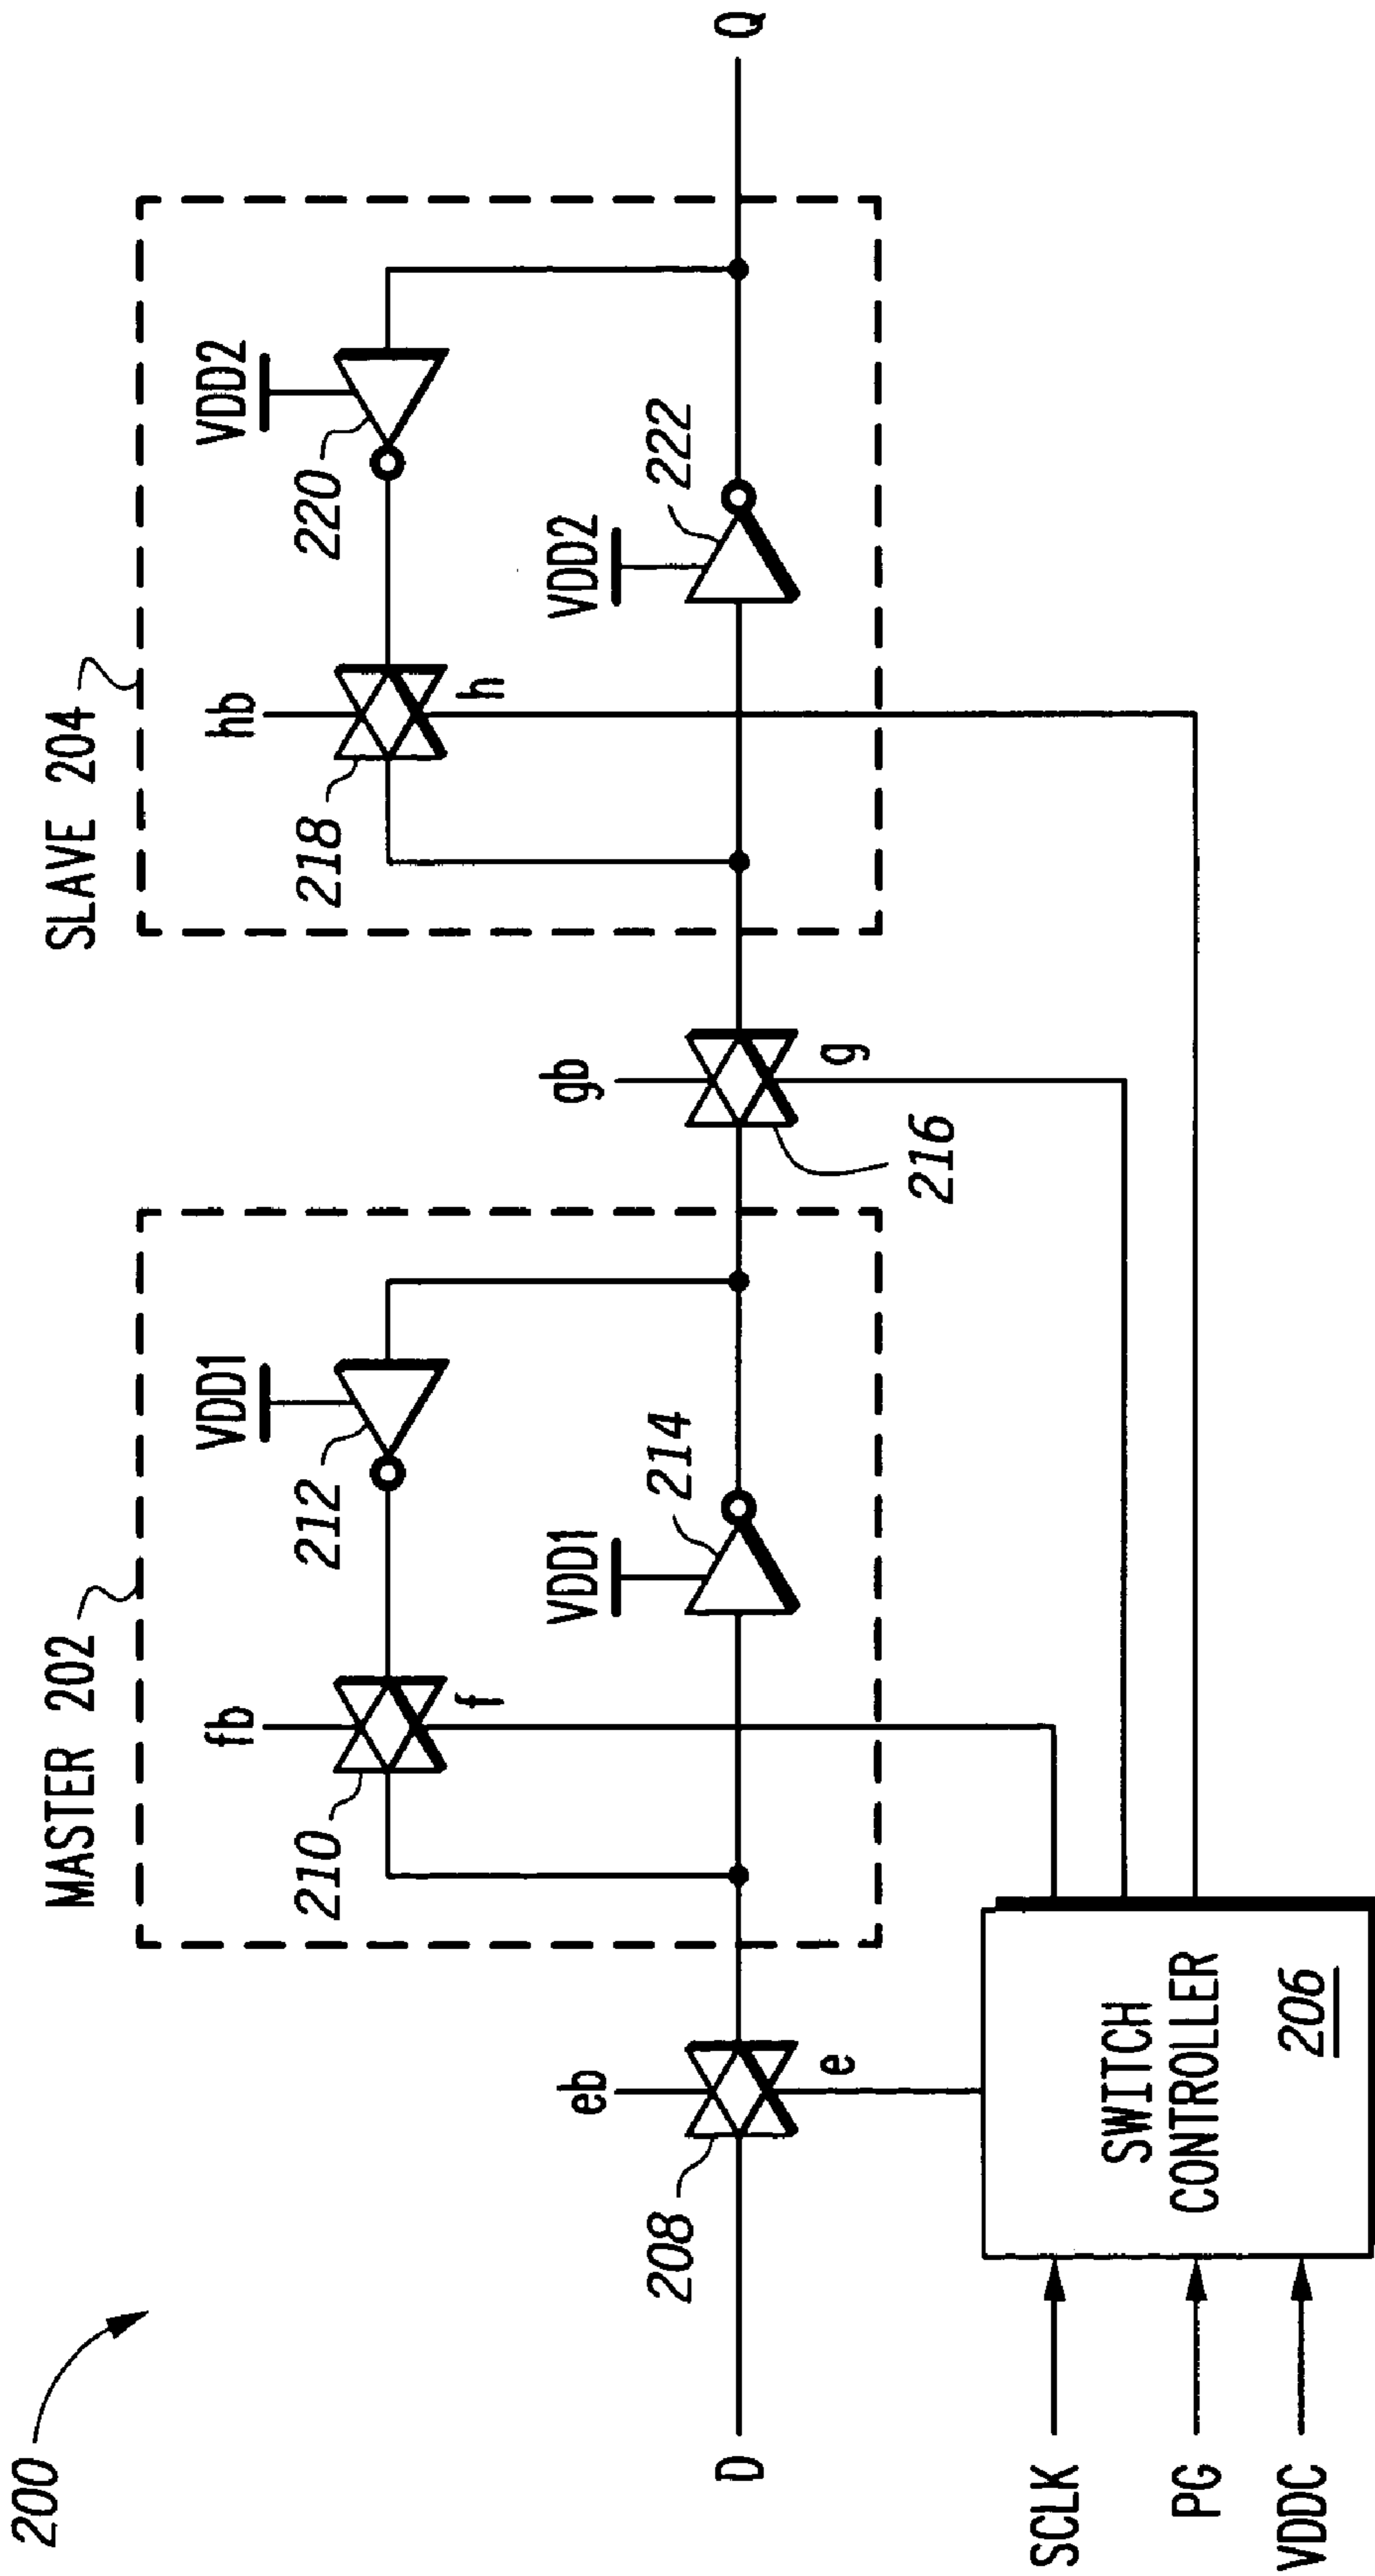 200
MASTER 202
SLAVE 204
fb
VDD1
hb
VDD2
210
212
f
218
220
h
eb
VDD1
gb
VDD2
208
214
222
D
Q
e
g
216
SCLK
PG
VDDC
SWITCH
CONTROLLER
206